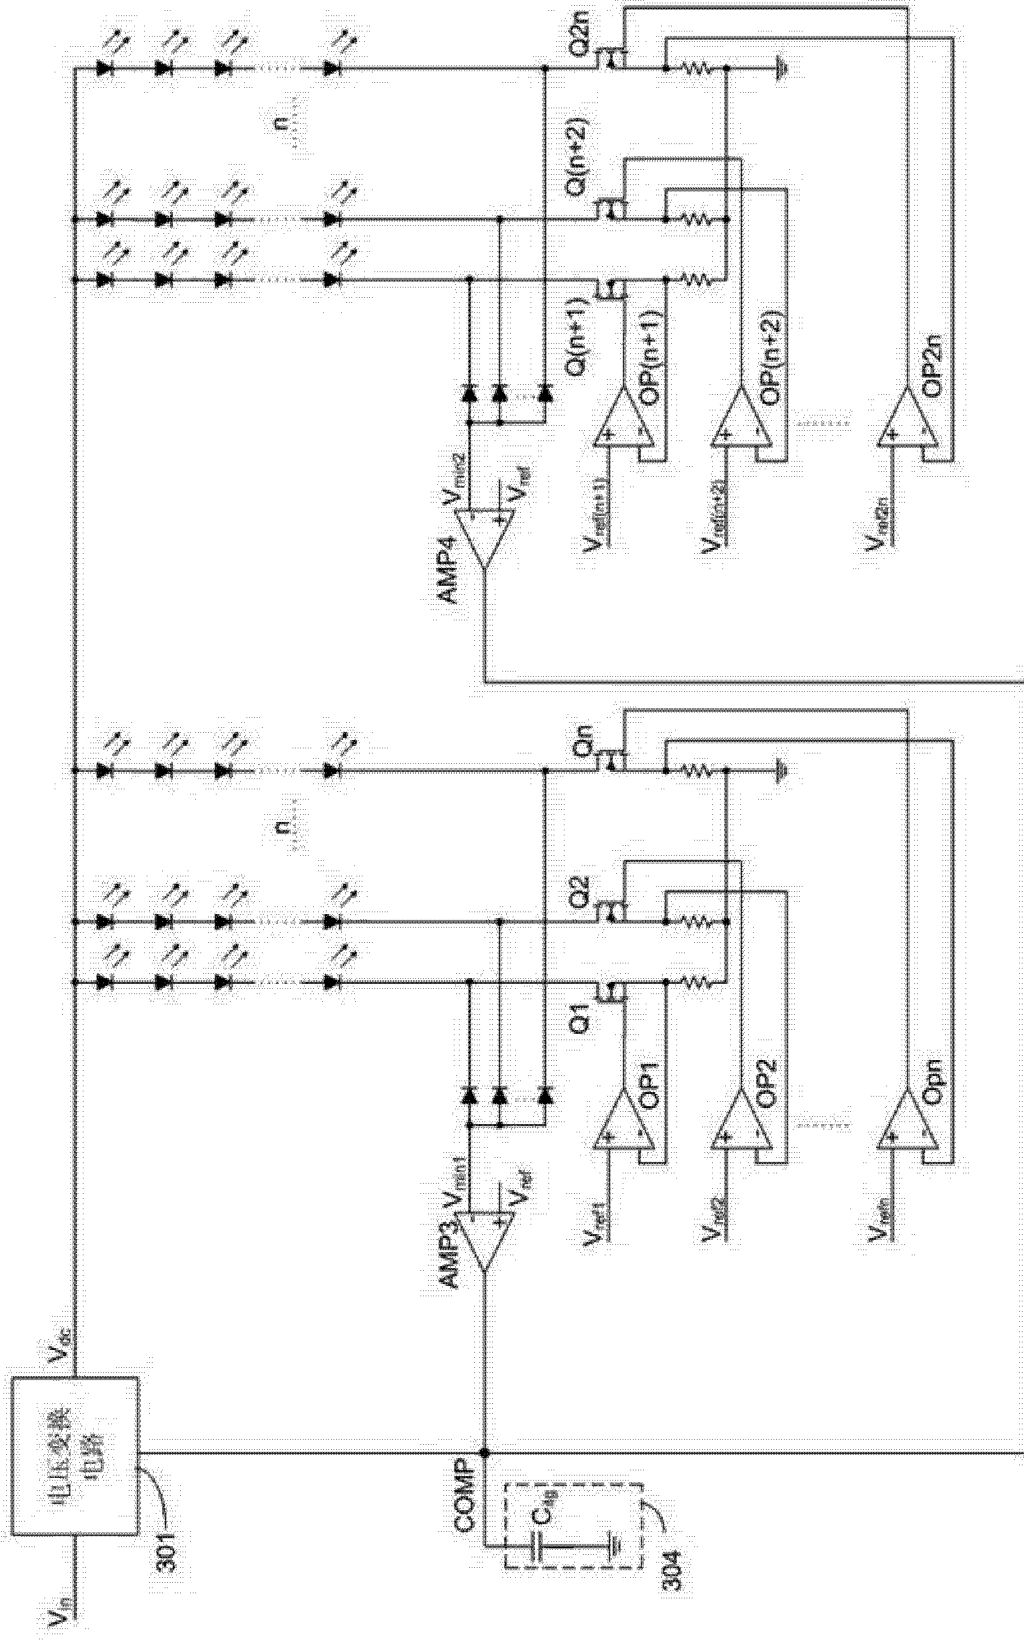 Vin
电压变换
电路
301
Vdc
COMP
C4g
304
AMP3
Vmin1
Vref
Vref1
Vref2
Vrefn
OP1
OP2
Opn
Q1
Q2
Qn
n
AMP4
Vmin2
Vref
Vref(n+1)
Vref(n+2)
Vref2n
OP(n+1)
OP(n+2)
OP2n
Q(n+1)
Q(n+2)
Q2n
n